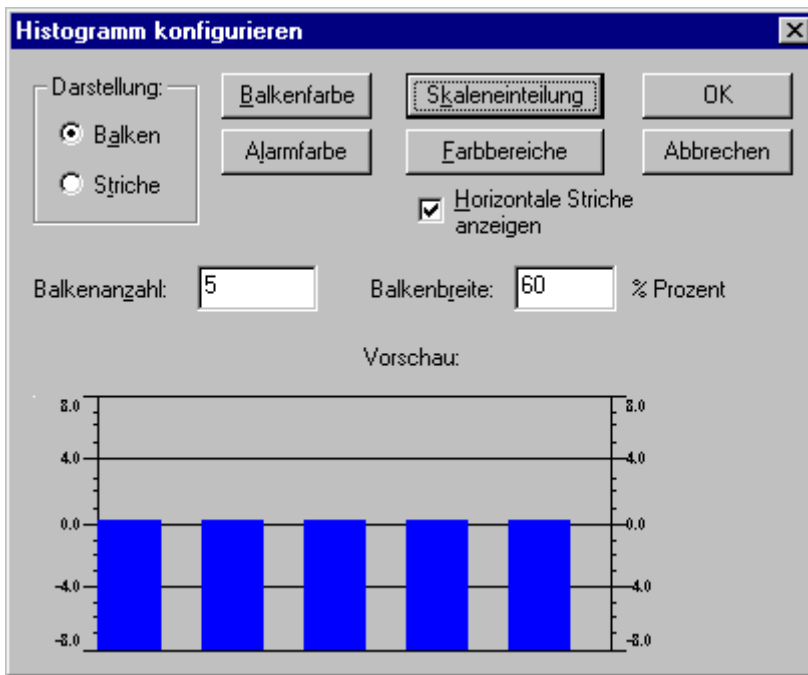 Histogramm konfigurieren
Darstellung:
Balken
Striche
Balkenfarbe
Skaleneinteilung
OK
Alarmfarbe
Farbbereiche
Abbrechen
Horizontale Striche
anzeigen
Balkenanzahl: 5
Balkenbreite: 60 % Prozent
Vorschau:
8.0 8.0
4.0 4.0
0.0 0.0
-4.0 -4.0
-8.0 -8.0